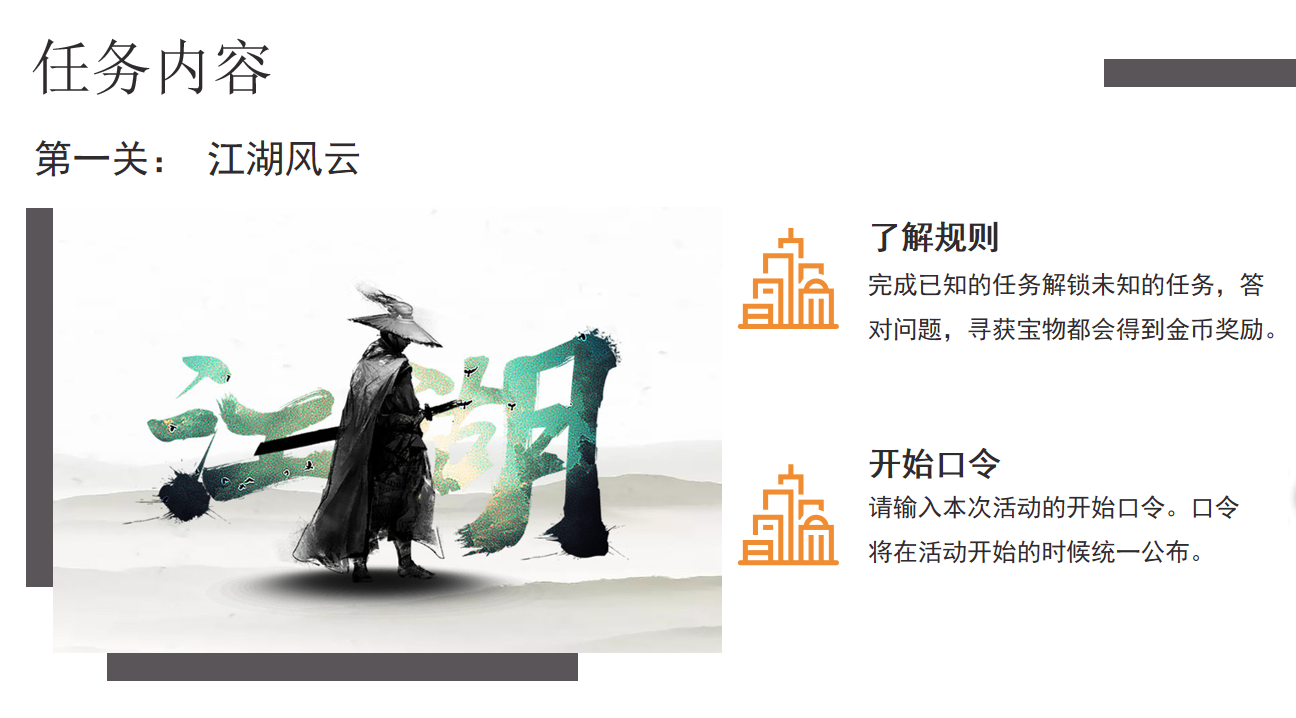 任务内容
第一关： 江湖风云
江湖
了解规则
完成已知的任务解锁未知的任务，答
对问题，寻获宝物都会得到金币奖励。
开始口令
请输入本次活动的开始口令。口令
将在活动开始的时候统一公布。